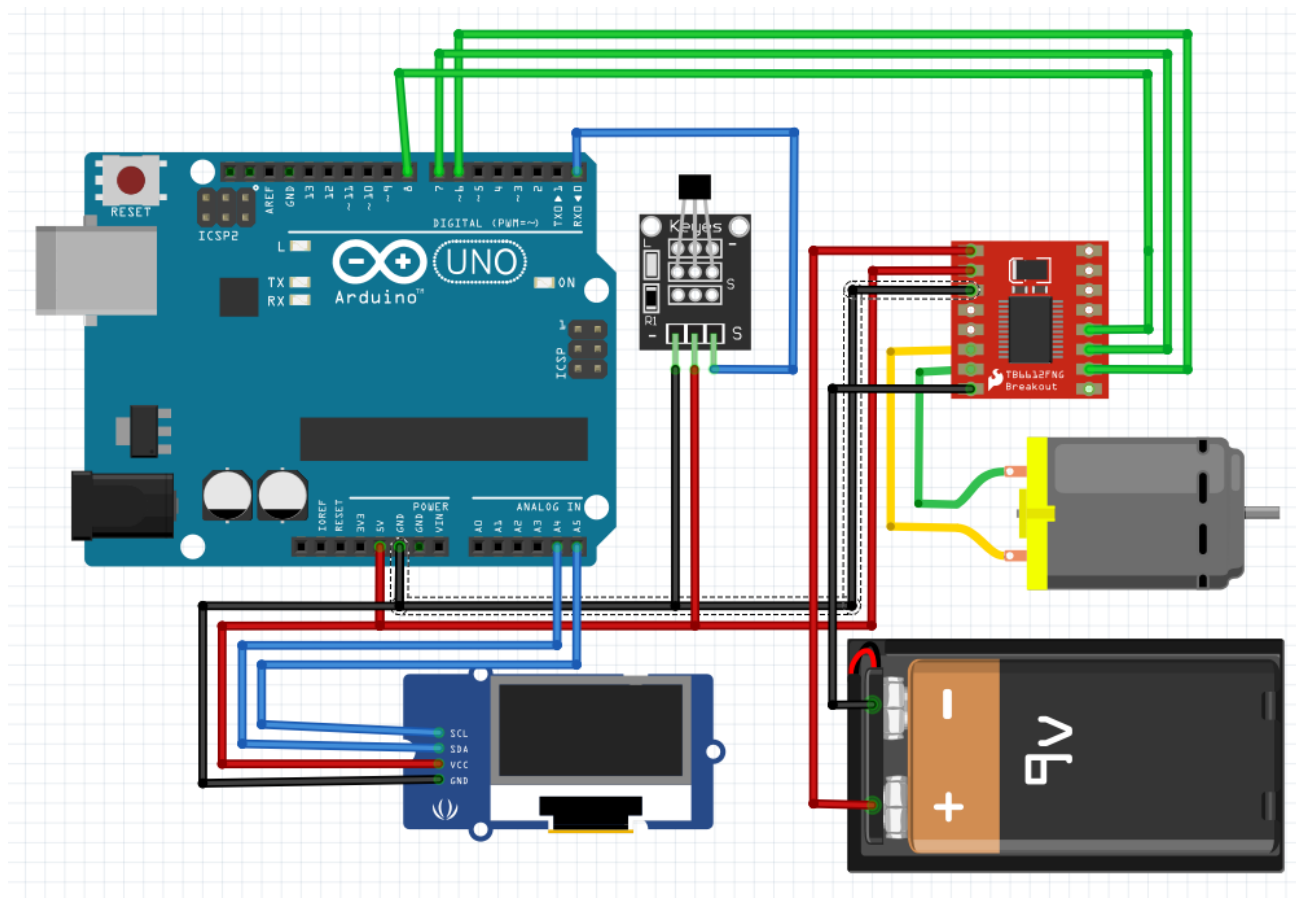 RESET
ICSP2
AREF
GND
13
12
~11
~10
~9
8
7
~6
~5
4
~3
2
TX0 ▶ 1
RX0 ◀ 0
DIGITAL (PWM=~)
L
TX
RX
UNO
ON
Arduino™
1
ICSP
IOREF
RESET
3V3
5V
GND
GND
VIN
POWER
A0
A1
A2
A3
A4
A5
ANALOG IN
Keyes
L
-
S
R1
-
S
TB6612FNG
Breakout
SCL
SDA
VCC
GND
-
+
9V